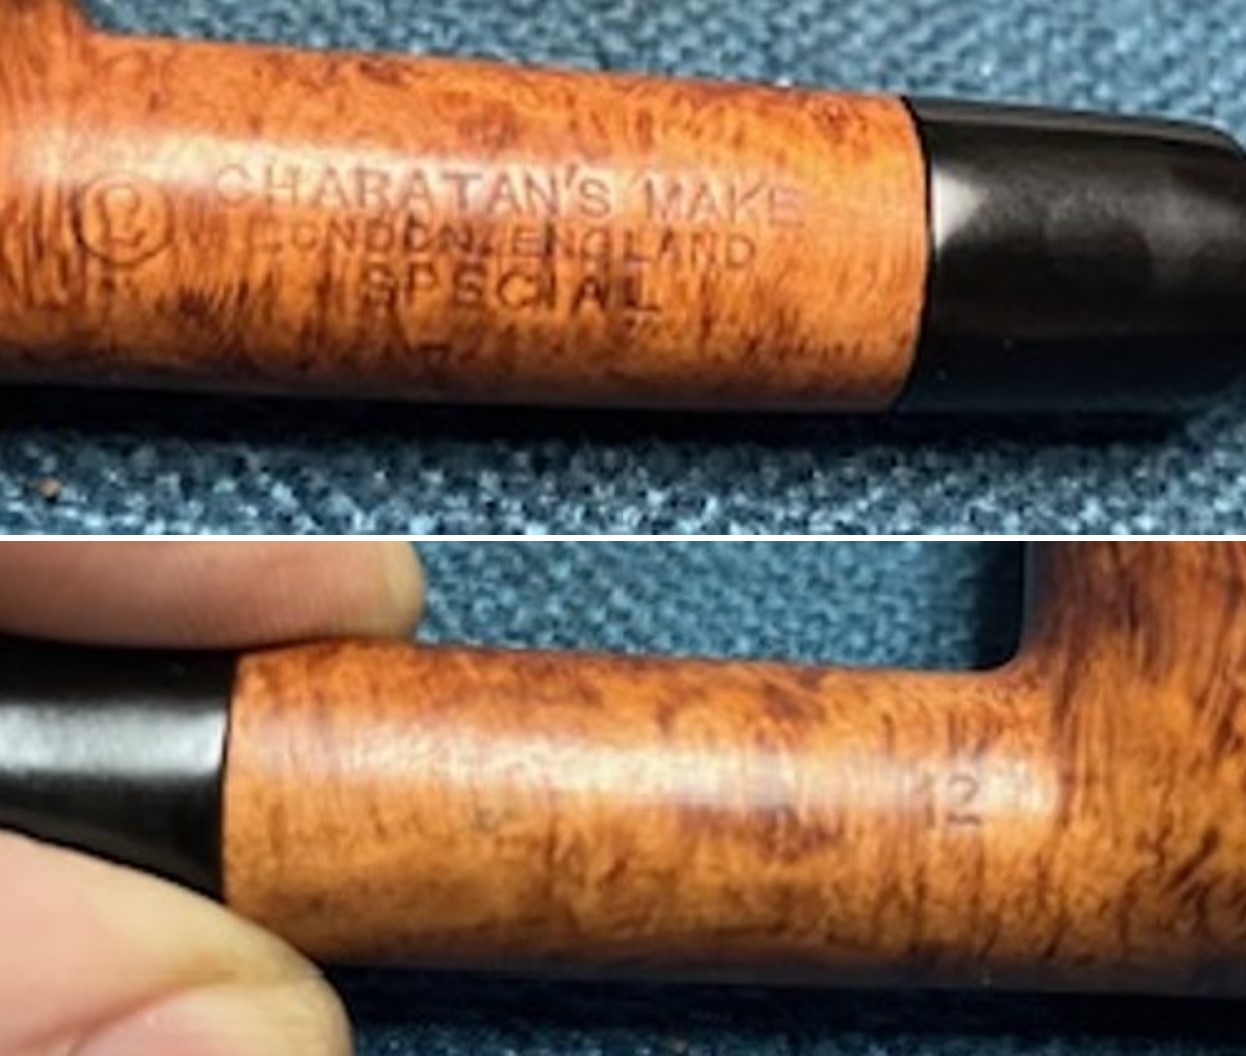 £
CHARATAN'S MAKE
LONDON, ENGLAND
SPECIAL
12